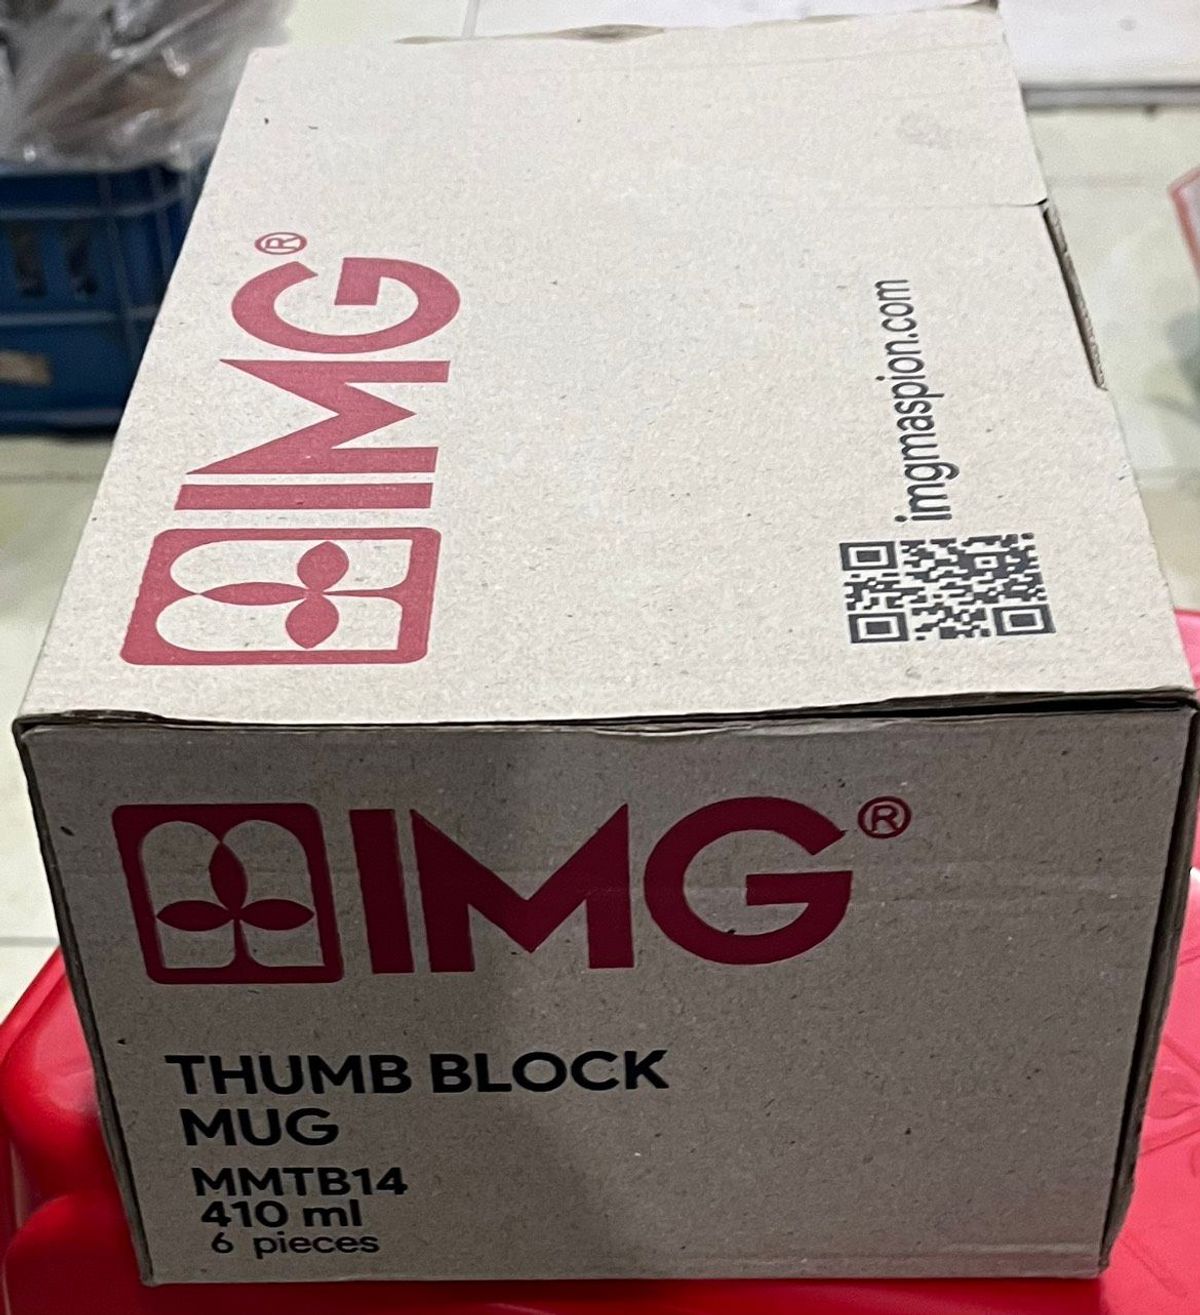 IMG®
imgmaspion.com
IMG®
THUMB BLOCK
MUG
MMTB14
410 ml
6 pieces